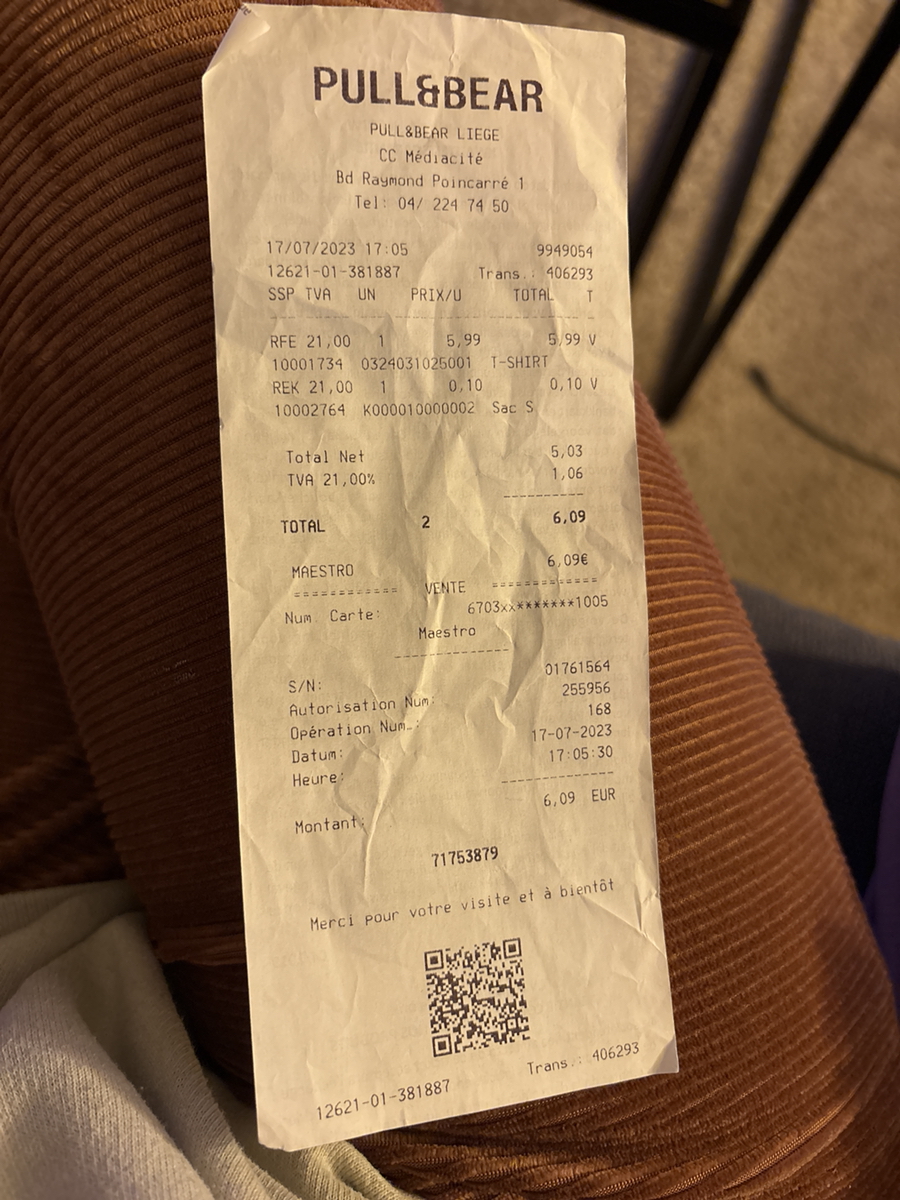 PULL&BEAR
PULL&BEAR LIEGE
CC Médiacité
Bd Raymond Poincarré 1
Tel: 04/ 224 74 50
17/07/2023 17:05 9949054
12621-01-381887 Trans.: 406293
SSP TVA UN PRIX/U TOTAL T
RFE 21,00 1 5,99 5,99 V
10001734 0324031025001 T-SHIRT
REK 21,00 1 0,10 0,10 V
10002764 K000010000002 Sac S
Total Net 5,03
TVA 21,00% 1,06
TOTAL 2 6,09
MAESTRO 6,09€
============ VENTE ============
Num Carte: 6703xx*******1005
Maestro
S/N: 01761564
Autorisation Num: 255956
Opération Num.: 168
Datum: 17-07-2023
Heure: 17:05:30
Montant: 6,09 EUR
71753879
Merci pour votre visite et à bientôt
12621-01-381887 Trans.: 406293